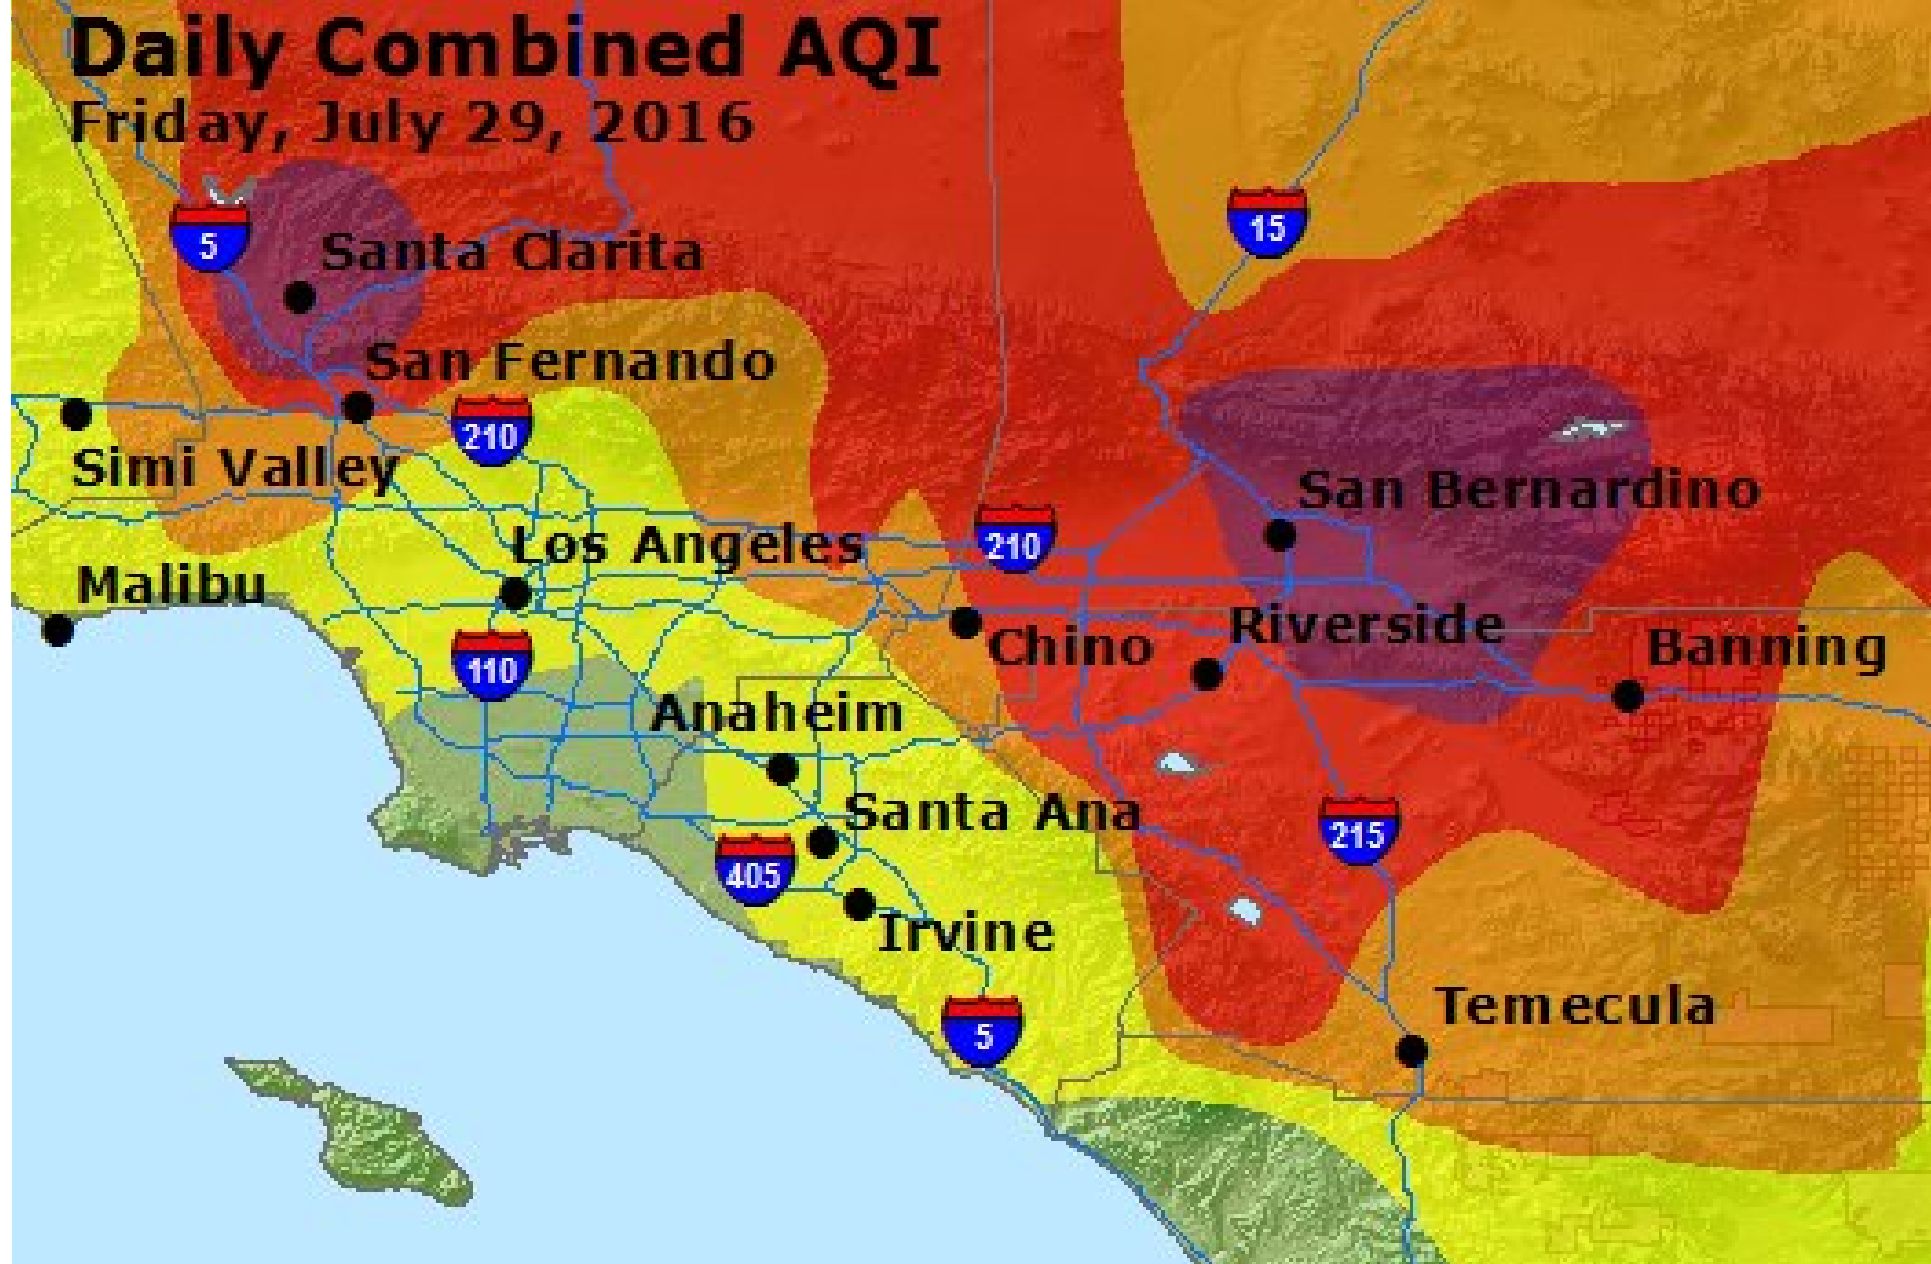 Daily Combined AQI
Friday, July 29, 2016
15
5
Santa Clarita
San Fernando
210
Simi Valley
San Bernardino
210
Los Angeles
Malibu
Riverside
Chino
Banning
110
Anaheim
Santa Ana
215
405
Irvine
Temecula
5